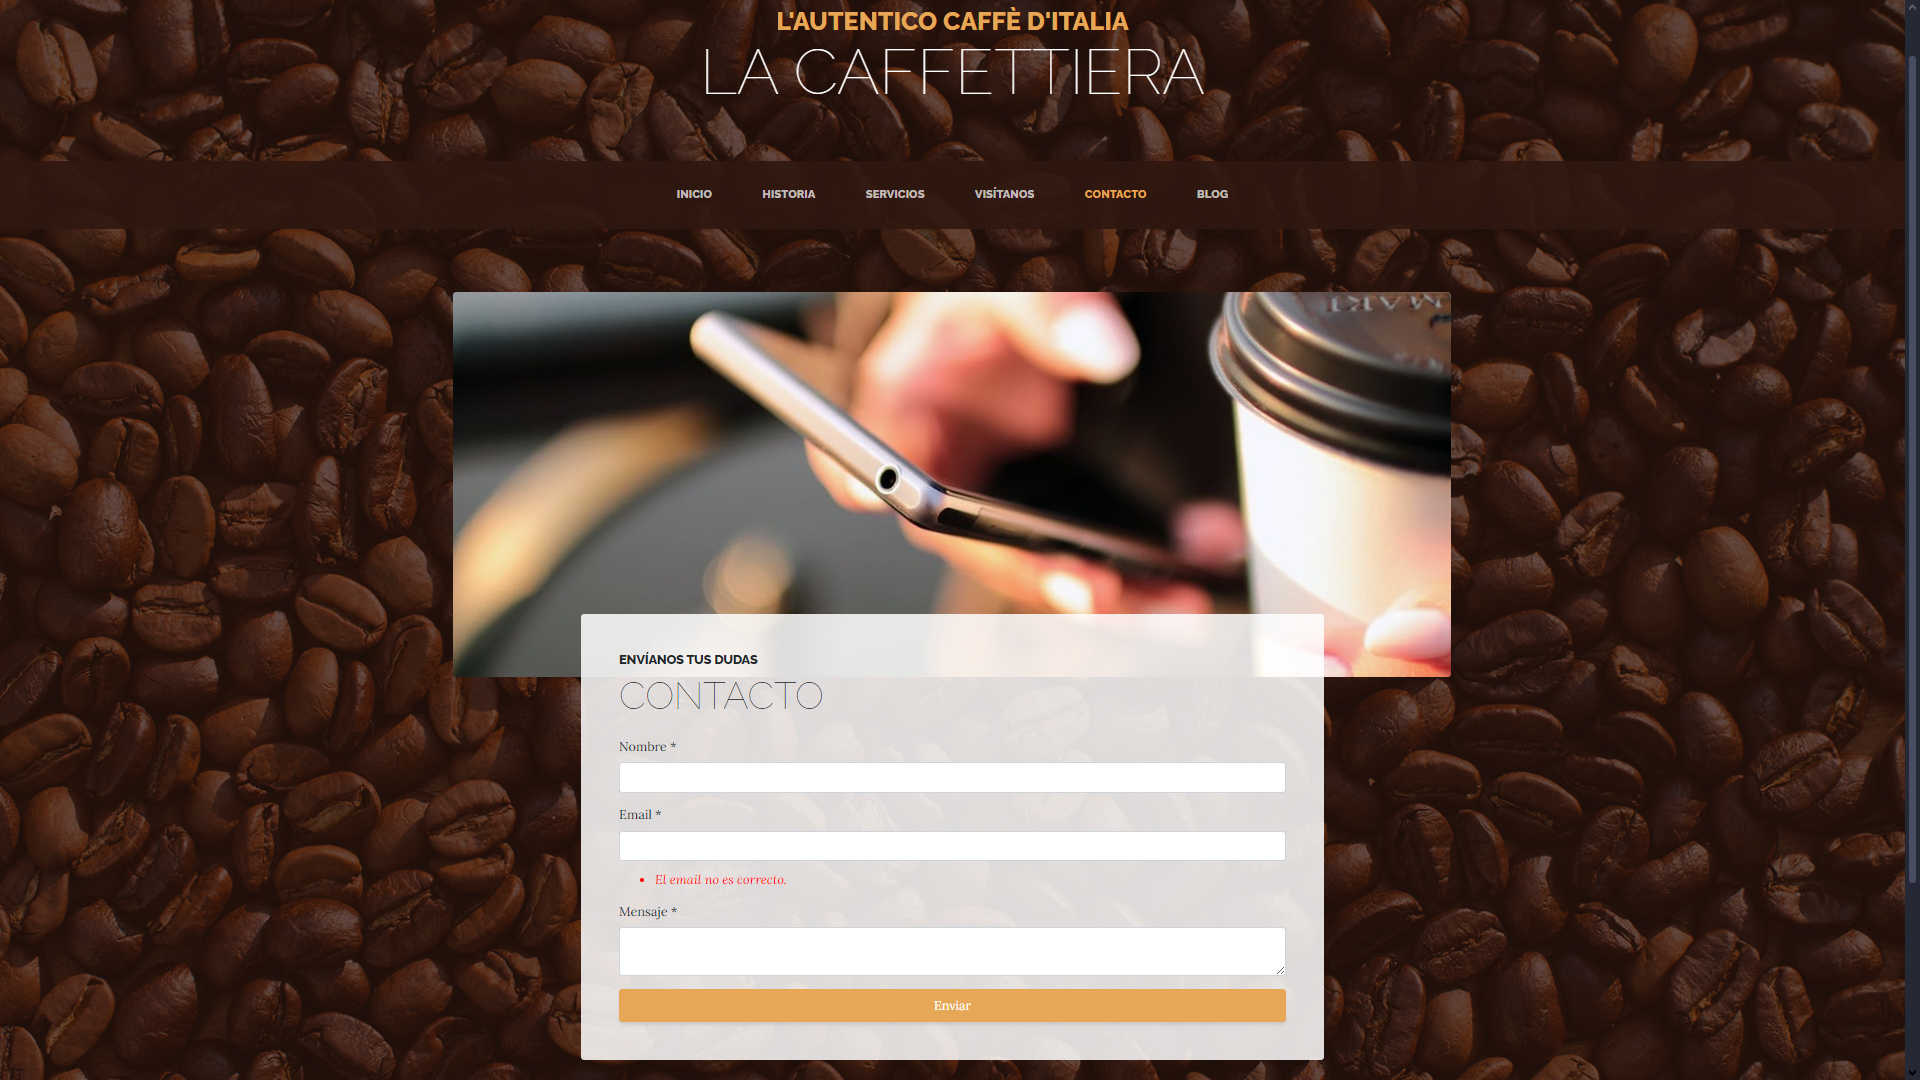 L'AUTENTICO CAFFÈ D'ITALIA
LA CAFFETTIERA
INICIO HISTORIA SERVICIOS VISÍTANOS CONTACTO BLOG
ENVÍANOS TUS DUDAS
CONTACTO
Nombre *
Email *
• El email no es correcto.
Mensaje *
Enviar